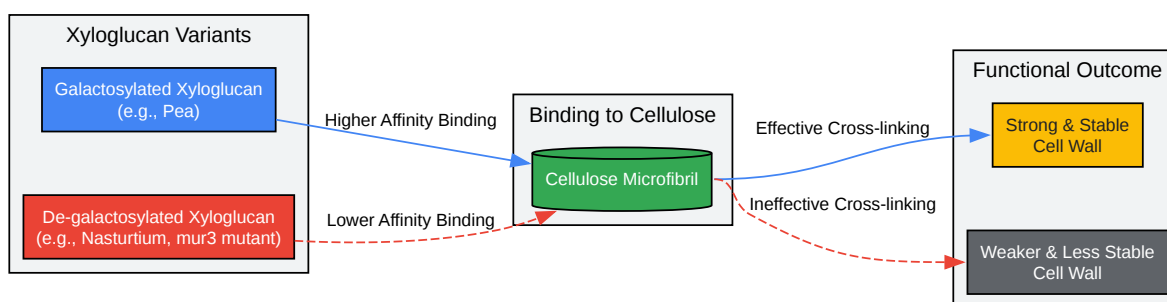 Xyloglucan Variants
Galactosylated Xyloglucan
(e.g., Pea)
De-galactosylated Xyloglucan
(e.g., Nasturtium, mur3 mutant)
Higher Affinity Binding
Lower Affinity Binding
Binding to Cellulose
Cellulose Microfibril
Effective Cross-linking
Ineffective Cross-linking
Functional Outcome
Strong & Stable
Cell Wall
Weaker & Less Stable
Cell Wall